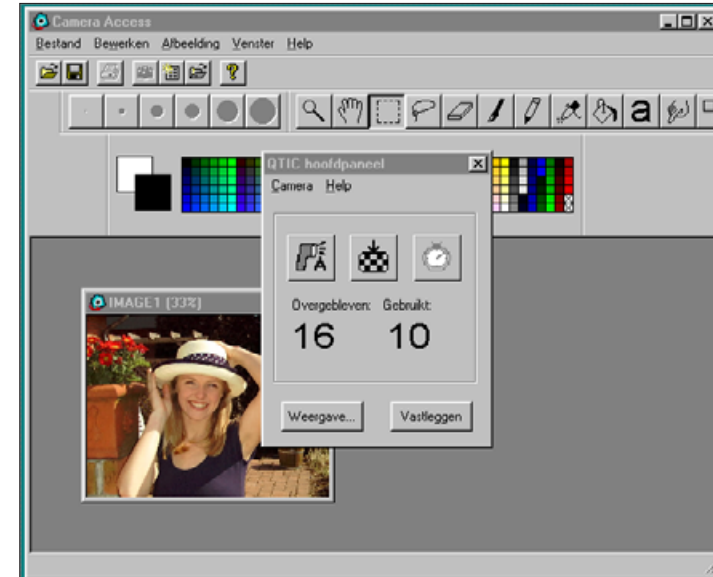 Camera Access
Bestand Bewerken Afbeelding Venster Help
a
QTIC hoofdpaneel
Camera Help
A
IMAGE1 [33%]
Overgebleven: Gebruikt:
16 10
Weergave... Vastleggen